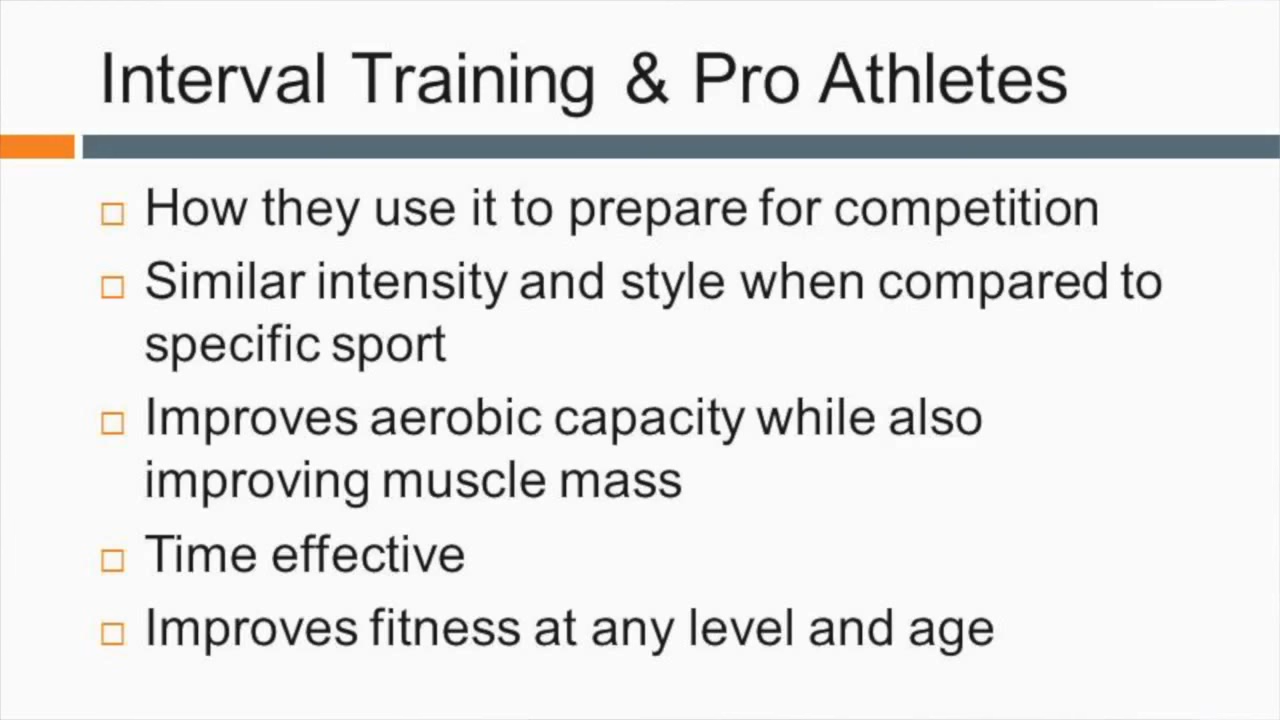 Interval Training & Pro Athletes
How they use it to prepare for competition
Similar intensity and style when compared to
specific sport
Improves aerobic capacity while also
improving muscle mass
Time effective
Improves fitness at any level and age